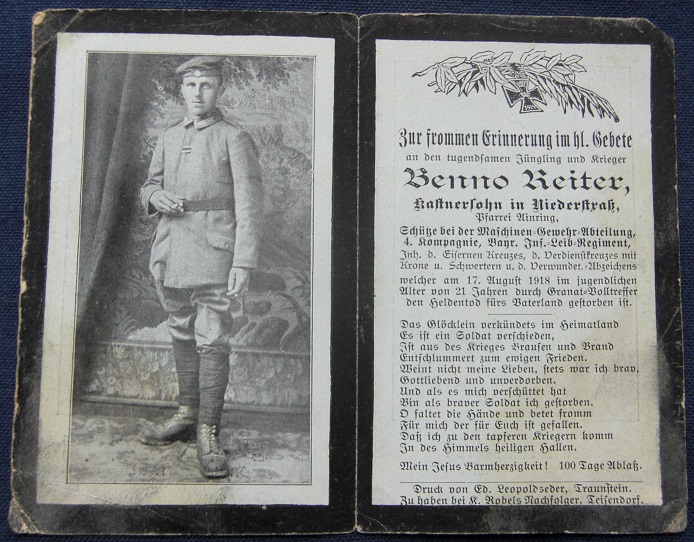 Zur frommen Erinnerung im hl. Gebete
an den tugendsamen Jüngling und Krieger
Benno Reiter,
Kastnersohn in Niederstraß,
Pfarrei Ainring,
Schütze bei der Maschinen-Gewehr-Abteilung,
4. Kompagnie, Bayr. Inf.-Leib-Regiment,
Inh. d. Eisernen Kreuzes, d. Verdienstkreuzes mit
Krone u. Schwertern u. d. Verwundet.-Abzeichens
welcher am 17. August 1918 im jugendlichen
Alter von 21 Jahren durch Granat-Volltreffer
den Heldentod fürs Vaterland gestorben ist.
Das Glöcklein verkündets im Heimatland
Es ist ein Soldat verschieden,
Ist aus des Krieges Brausen und Brand
Entschlummert zum ewigen Frieden.
Weint nicht meine Lieben, stets war ich brav,
Gottliebend und unverdorben.
Und als es mich verschüttet hat
Bin als braver Soldat ich gestorben.
O faltet die Hände und betet fromm
Für mich der für Euch ist gefallen.
Daß ich zu den tapferen Kriegern komm
In des Himmels heiligen Hallen.
Mein Jesus Barmherzigkeit! 100 Tage Ablaß.
Druck von Ed. Leopoldseder, Traunstein.
Zu haben bei K. Robels Nachfolger, Teisendorf.